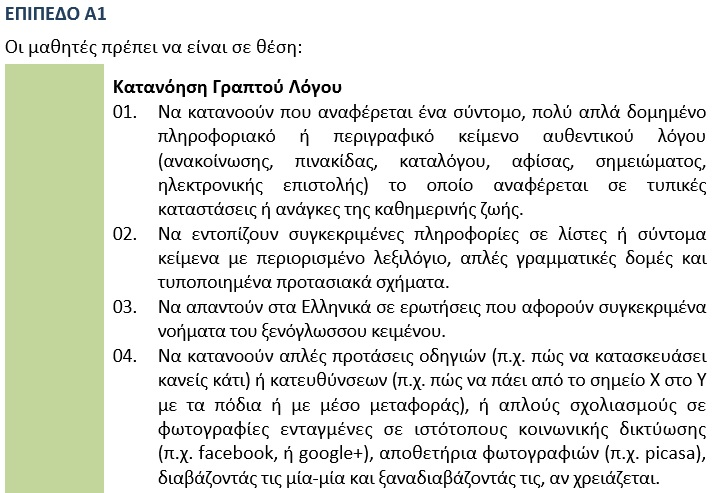 ΕΠΙΠΕΔΟ Α1
Οι μαθητές πρέπει να είναι σε θέση:
Κατανόηση Γραπτού Λόγου
01. Να κατανοούν που αναφέρεται ένα σύντομο, πολύ απλά δομημένο
πληροφοριακό ή περιγραφικό κείμενο αυθεντικού λόγου
(ανακοίνωσης, πινακίδας, καταλόγου, αφίσας, σημειώματος,
ηλεκτρονικής επιστολής) το οποίο αναφέρεται σε τυπικές
καταστάσεις ή ανάγκες της καθημερινής ζωής.
02. Να εντοπίζουν συγκεκριμένες πληροφορίες σε λίστες ή σύντομα
κείμενα με περιορισμένο λεξιλόγιο, απλές γραμματικές δομές και
τυποποιημένα προτασιακά σχήματα.
03. Να απαντούν στα Ελληνικά σε ερωτήσεις που αφορούν συγκεκριμένα
νοήματα του ξενόγλωσσου κειμένου.
04. Να κατανοούν απλές προτάσεις οδηγιών (π.χ. πώς να κατασκευάσει
κανείς κάτι) ή κατευθύνσεων (π.χ. πώς να πάει από το σημείο Χ στο Υ
με τα πόδια ή με μέσο μεταφοράς), ή απλούς σχολιασμούς σε
φωτογραφίες ενταγμένες σε ιστότοπους κοινωνικής δικτύωσης
(π.χ. facebook, ή google+), αποθετήρια φωτογραφιών (π.χ. picasa),
διαβάζοντάς τις μία-μία και ξαναδιαβάζοντάς τις, αν χρειάζεται.